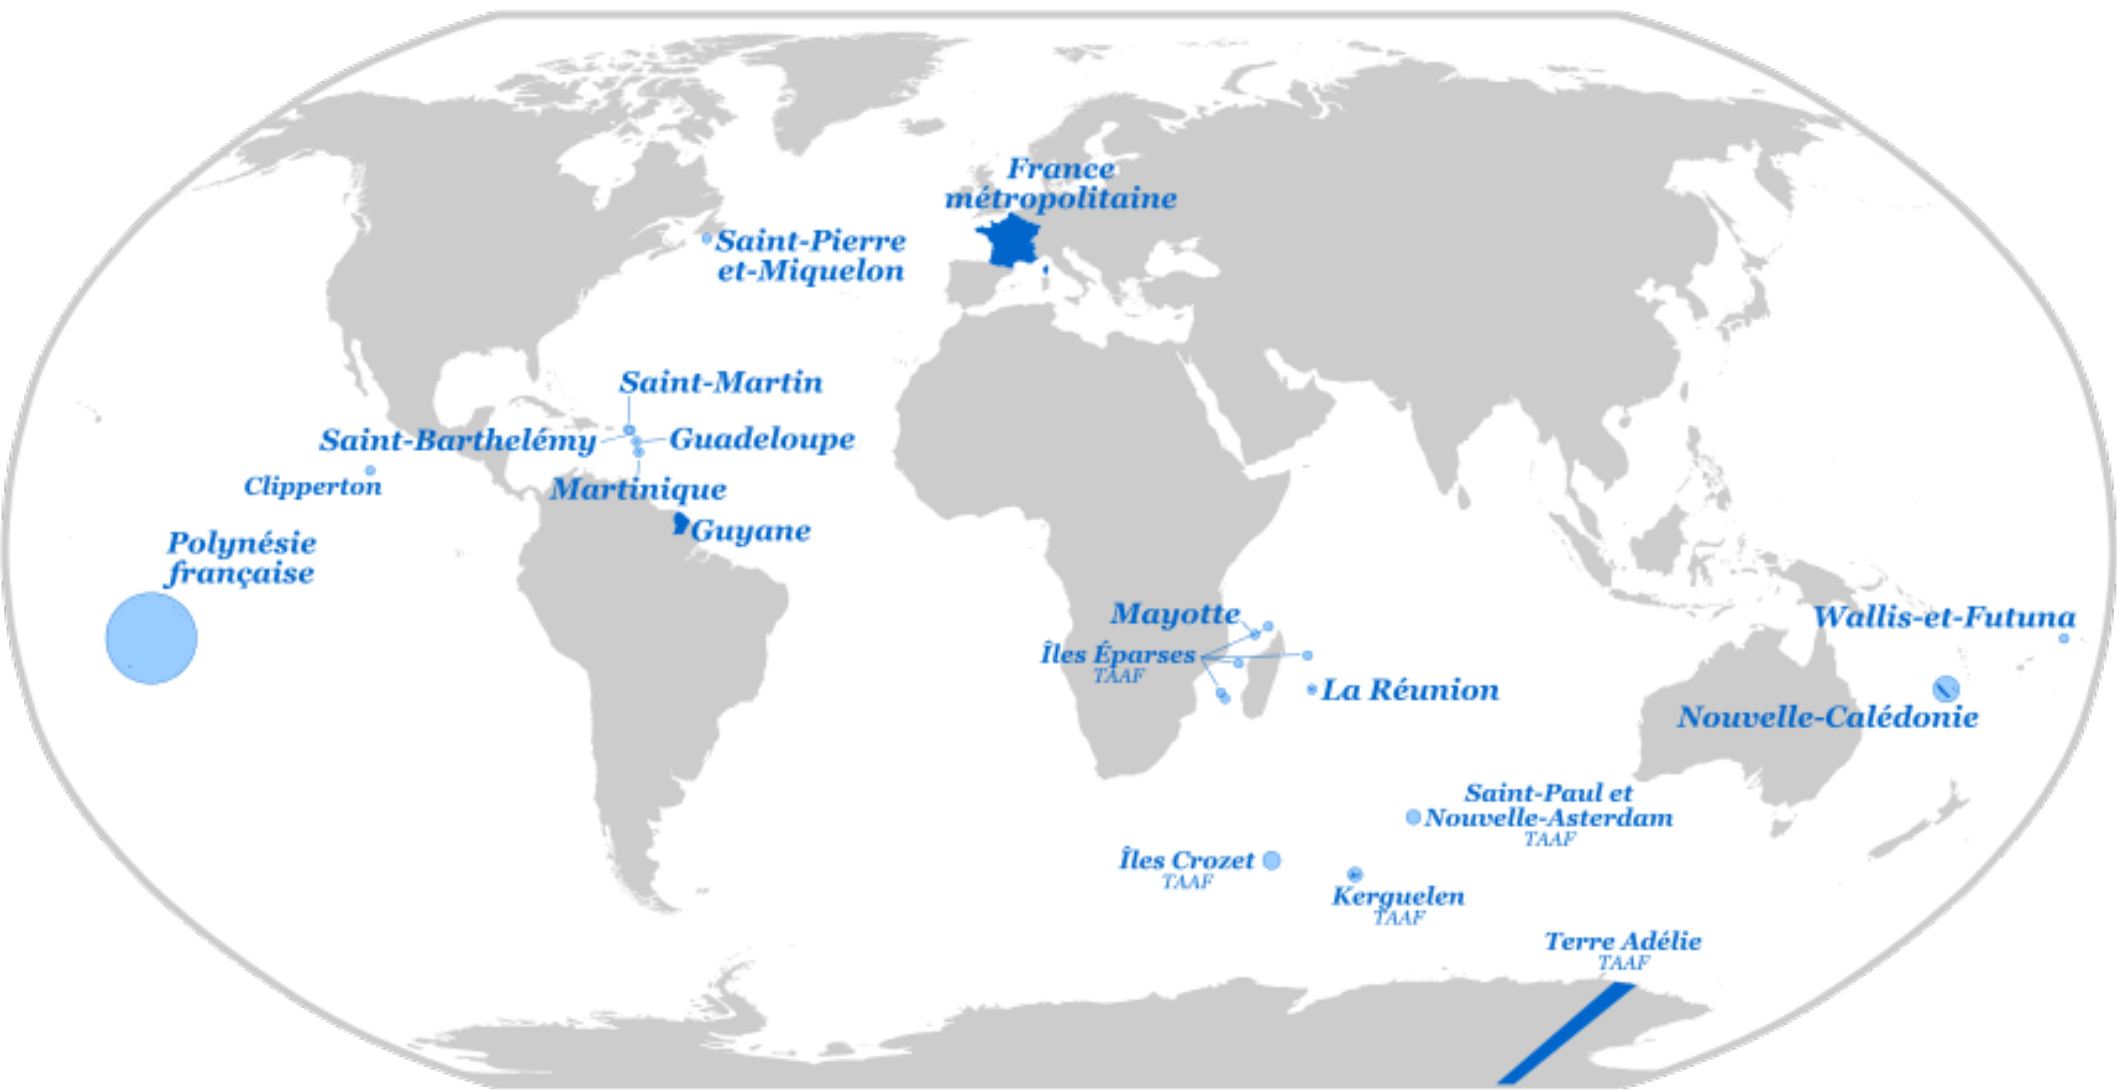 France
métropolitaine
Saint-Pierre
et-Miquelon
Saint-Martin
Saint-Barthelémy
Guadeloupe
Clipperton
Martinique
Guyane
Polynésie
française
Mayotte
Îles Éparses
TAAF
La Réunion
Wallis-et-Futuna
Nouvelle-Calédonie
Saint-Paul et
Nouvelle-Asterdam
TAAF
Îles Crozet
TAAF
Kerguelen
TAAF
Terre Adélie
TAAF